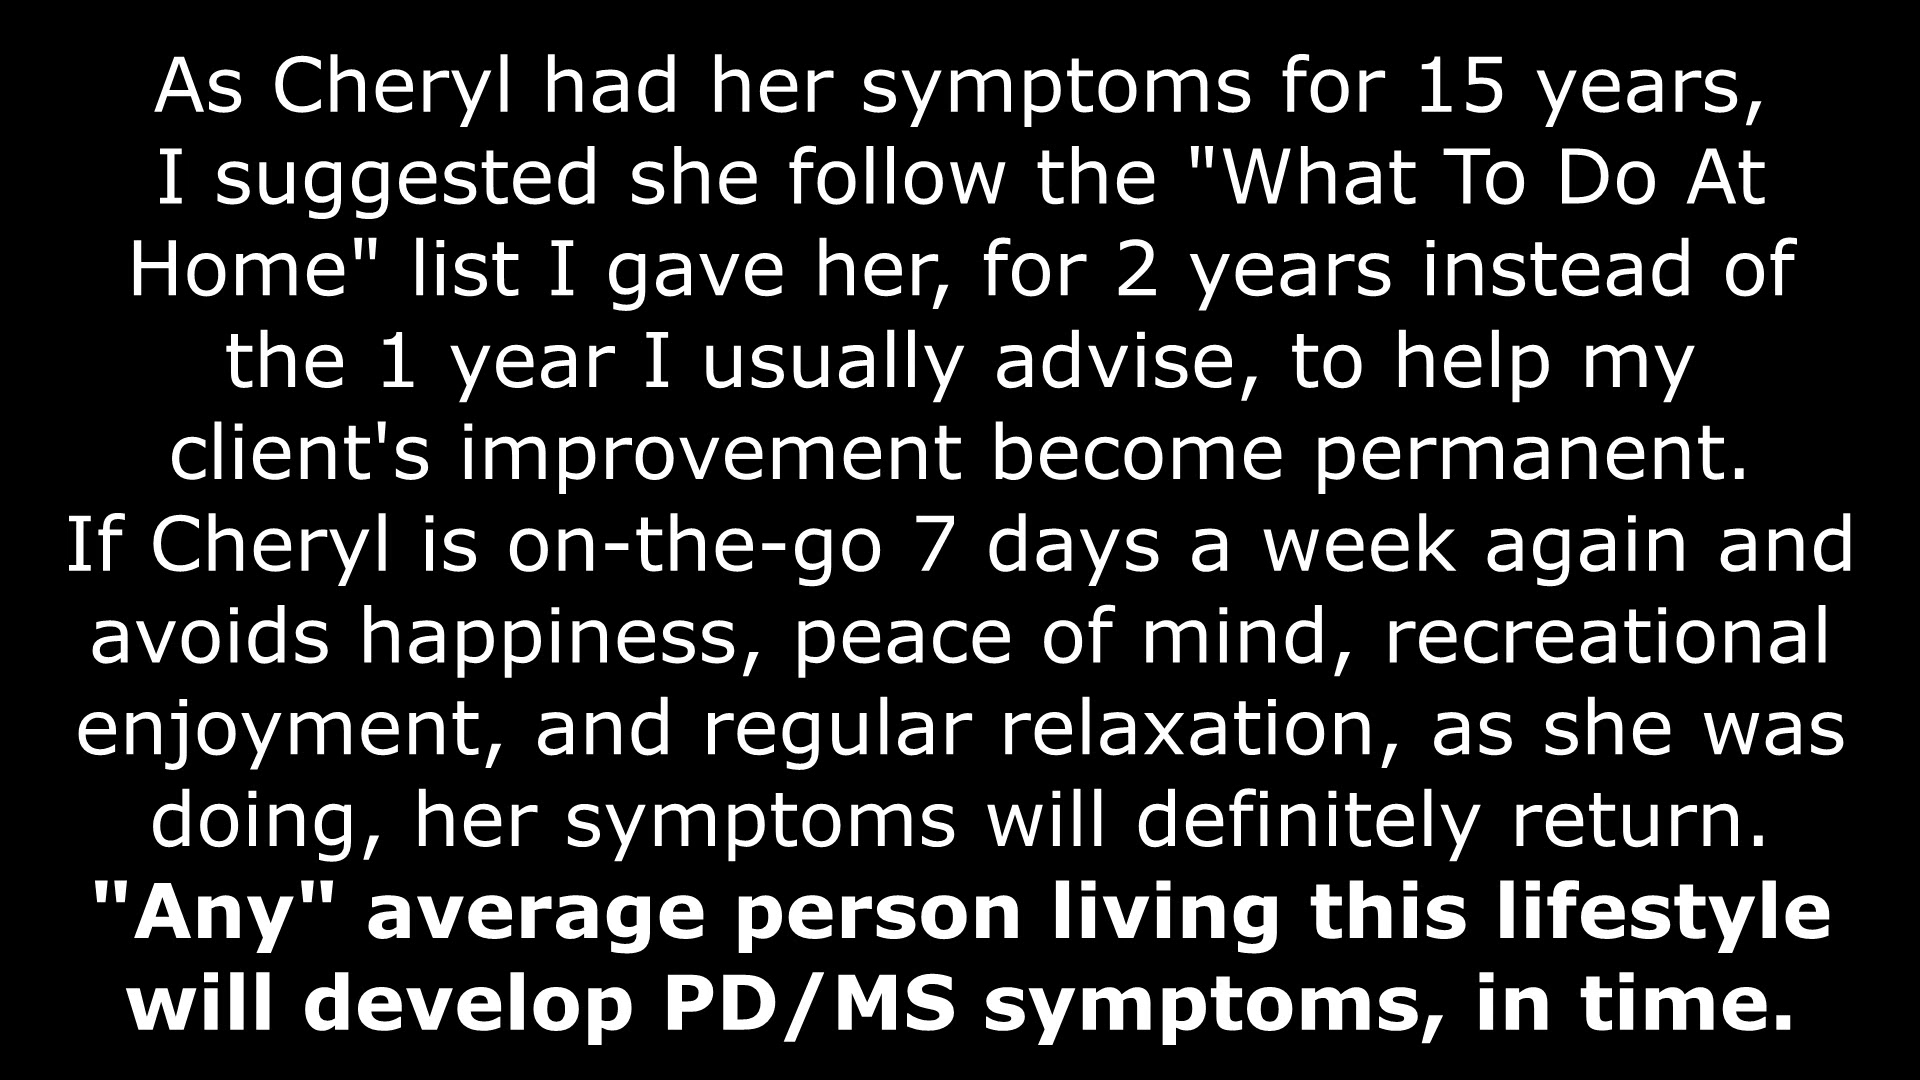 As Cheryl had her symptoms for 15 years,
I suggested she follow the "What To Do At
Home" list I gave her, for 2 years instead of
the 1 year I usually advise, to help my
client's improvement become permanent.
If Cheryl is on-the-go 7 days a week again and
avoids happiness, peace of mind, recreational
enjoyment, and regular relaxation, as she was
doing, her symptoms will definitely return.
"Any" average person living this lifestyle
will develop PD/MS symptoms, in time.